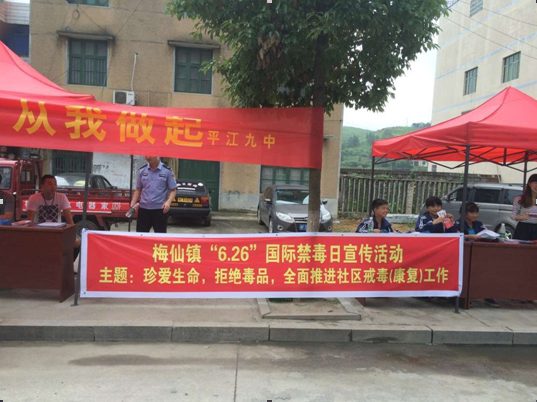 从我做起平江九中
梅仙镇“6.26”国际禁毒日宣传活动
主题：珍爱生命，拒绝毒品，全面推进社区戒毒(康复)工作